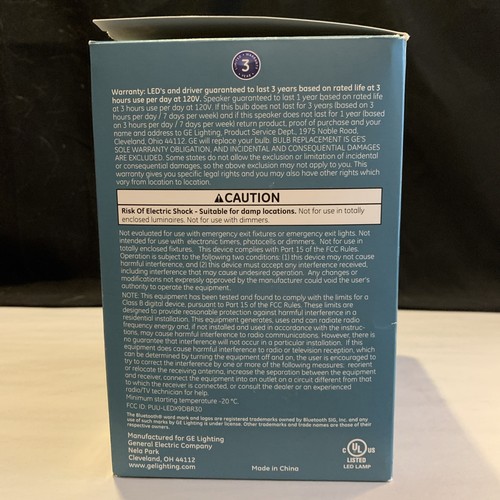 3
YEAR
Warranty: LED's and driver guaranteed to last 3 years based on rated life at 3
hours use per day at 120V. Speaker guaranteed to last 1 year (based on rated life
at 3 hours use per day at 120V. If this bulb does not last for 3 years (based on 3
hours per day / 7 days per week) and if this speaker does not last for 1 year (based
on 3 hours per day / 7 days per week) return product, proof of purchase and your
name and address to GE Lighting, Product Service Dept., 1975 Noble Road,
Cleveland, Ohio 44112. GE will replace your bulb. BULB REPLACEMENT IS GE'S
SOLE WARRANTY OBLIGATION, AND INCIDENTAL AND CONSEQUENTIAL DAMAGES
ARE EXCLUDED. Some states do not allow the exclusion or limitation of incidental
or consequential damages, so the above exclusion may not apply to you. This
warranty gives you specific legal rights and you may also have other rights which
vary from location to location.
CAUTION
Risk Of Electric Shock - Suitable for damp locations. Not for use in totally
enclosed luminaires. Not for use with dimmers.
Not evaluated for use with emergency exit fixtures or emergency exit lights. Not
intended for use with electronic timers, photocells or dimmers. Not for use in
totally enclosed fixtures. This device complies with Part 15 of the FCC Rules.
Operation is subject to the following two conditions: (1) this device may not cause
harmful interference, and (2) this device must accept any interference received,
including interference that may cause undesired operation. Any changes or
modifications not expressly approved by the manufacturer could void the user's
authority to operate the equipment.
NOTE: This equipment has been tested and found to comply with the limits for a
Class B digital device, pursuant to Part 15 of the FCC Rules. These limits are
designed to provide reasonable protection against harmful interference in a
residential installation. This equipment generates, uses and can radiate radio
frequency energy and, if not installed and used in accordance with the instruc-
tions, may cause harmful interference to radio communications. However, there is
no guarantee that interference will not occur in a particular installation. If this
equipment does cause harmful interference to radio or television reception, which
can be determined by turning the equipment off and on, the user is encouraged to
try to correct the interference by one or more of the following measures: reorient
or relocate the receiving antenna, increase the separation between the equipment
and receiver, connect the equipment into an outlet on a circuit different from that
to which the receiver is connected, or consult the dealer or an experienced
radio/TV technician for help.
Minimum starting temperature -20 °C.
FCC ID: PUU-LEDX9DBR30
The Bluetooth® word mark and logos are registered trademarks owned by Bluetooth SIG, Inc. and any
use of such marks by GE Lighting is under license. Other trademarks and trade names are those of their
respective owners.
Manufactured for GE Lighting
General Electric Company
Nela Park
Cleveland, OH 44112
www.gelighting.com
Made in China
C UL US
LISTED
LED LAMP